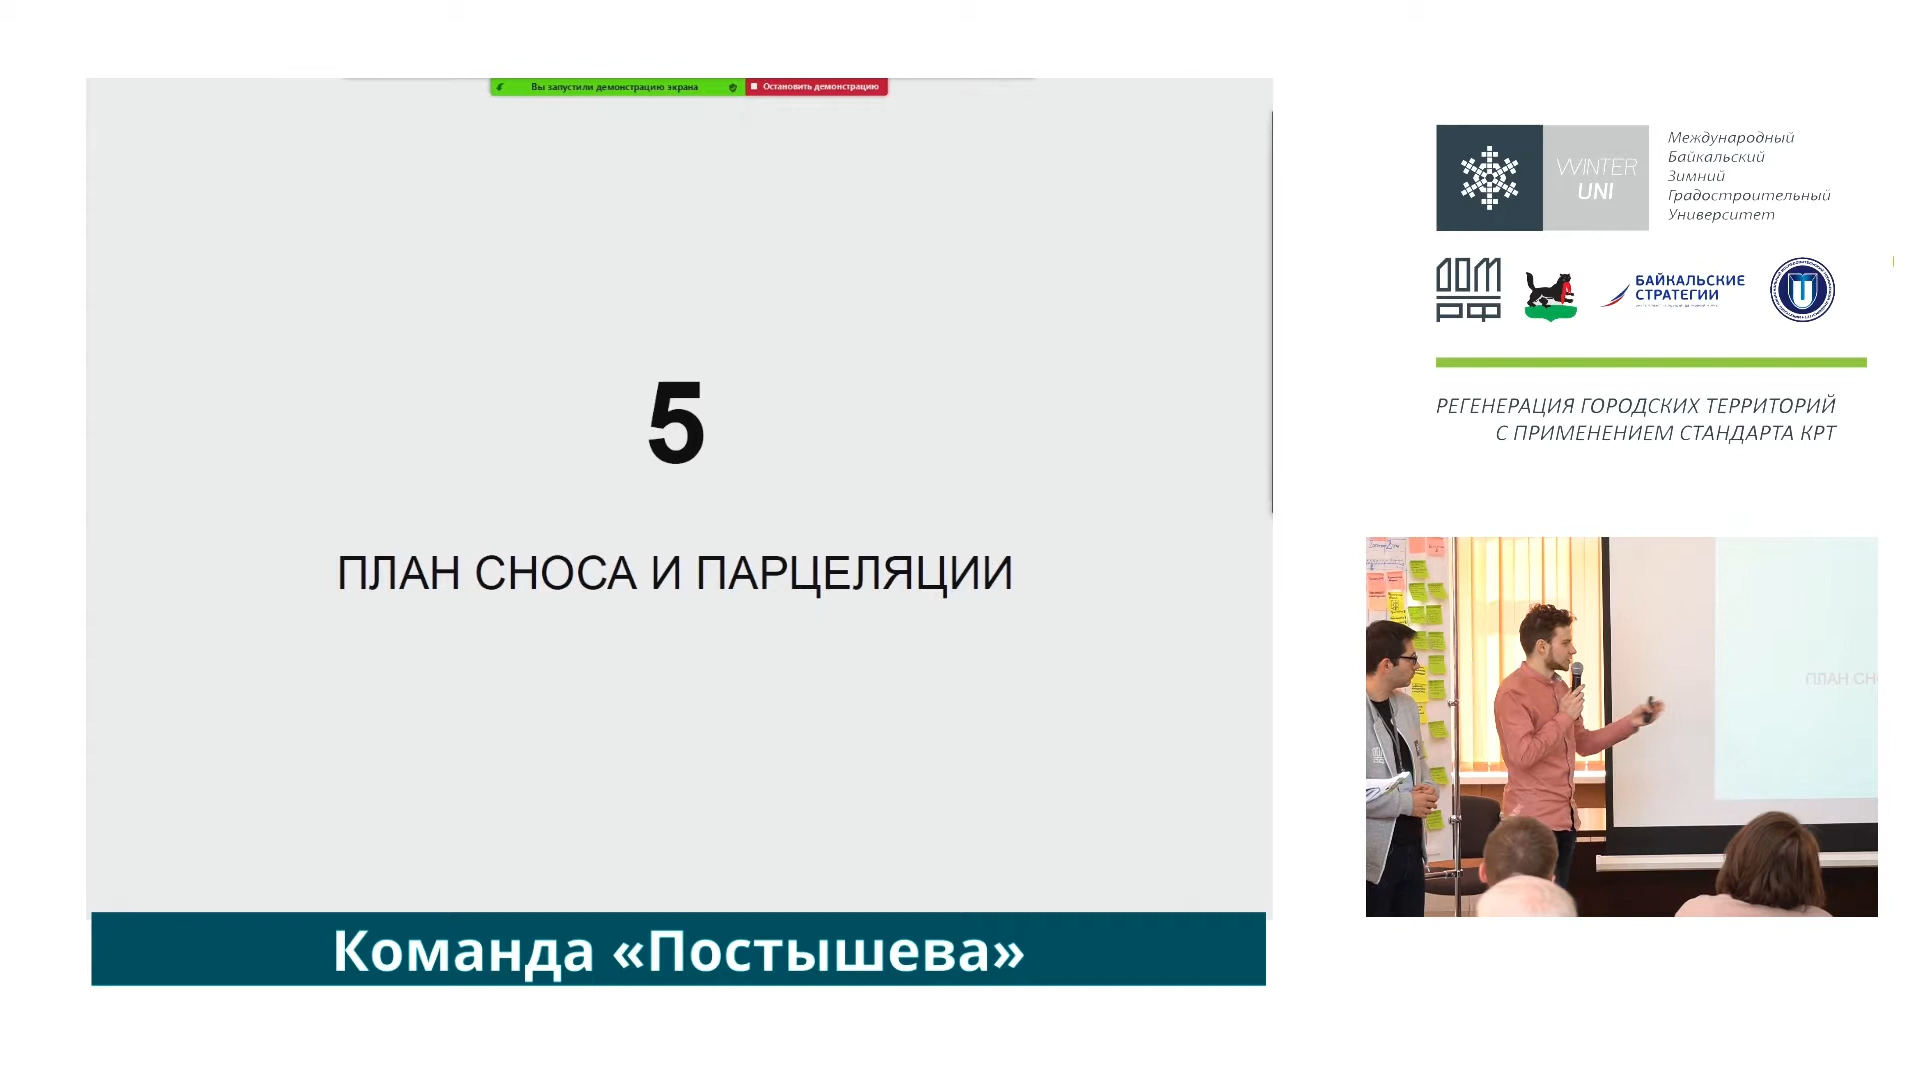 Вы запустили демонстрацию экрана
Остановить демонстрацию
5
ПЛАН СНОСА И ПАРЦЕЛЯЦИИ
Команда «Постышева»
WINTER
UNI
Международный
Байкальский
Зимний
Градостроительный
Университет
ДОМ
РФ
БАЙКАЛЬСКИЕ
СТРАТЕГИИ
РЕГЕНЕРАЦИЯ ГОРОДСКИХ ТЕРРИТОРИЙ
С ПРИМЕНЕНИЕМ СТАНДАРТА КРТ
ПЛАН